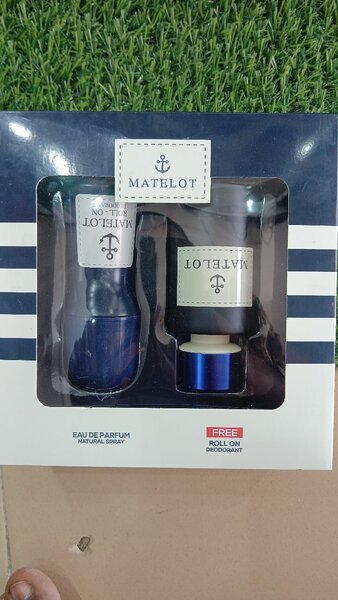 MATELOT
MATELOT
ROLL - ON
MATELOT
EAU DE PARFUM
NATURAL SPRAY
FREE
ROLL ON
DEODORANT